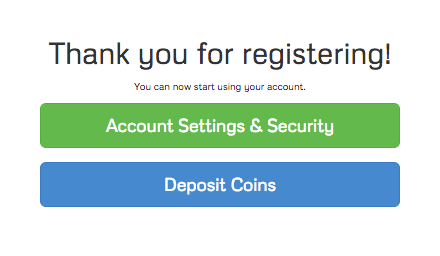 Thank you for registering!
You can now start using your account.
Account Settings & Security
Deposit Coins